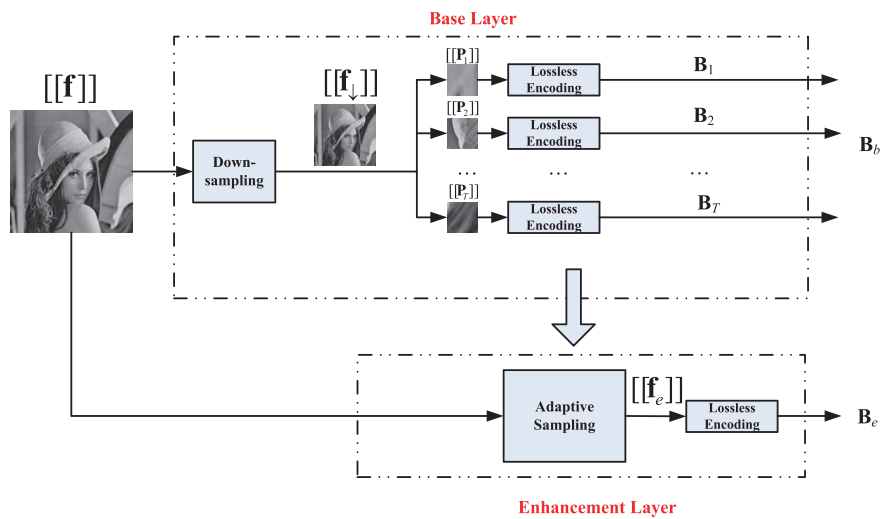 Base Layer
[[f]]
[[f↓]]
[[P1]]
Lossless
Encoding
B1
[[P2]]
Lossless
Encoding
B2
Bb
Down-
sampling
... ... ...
[[PT]]
Lossless
Encoding
BT
[[fe]]
Adaptive
Sampling
Lossless
Encoding
Be
Enhancement Layer